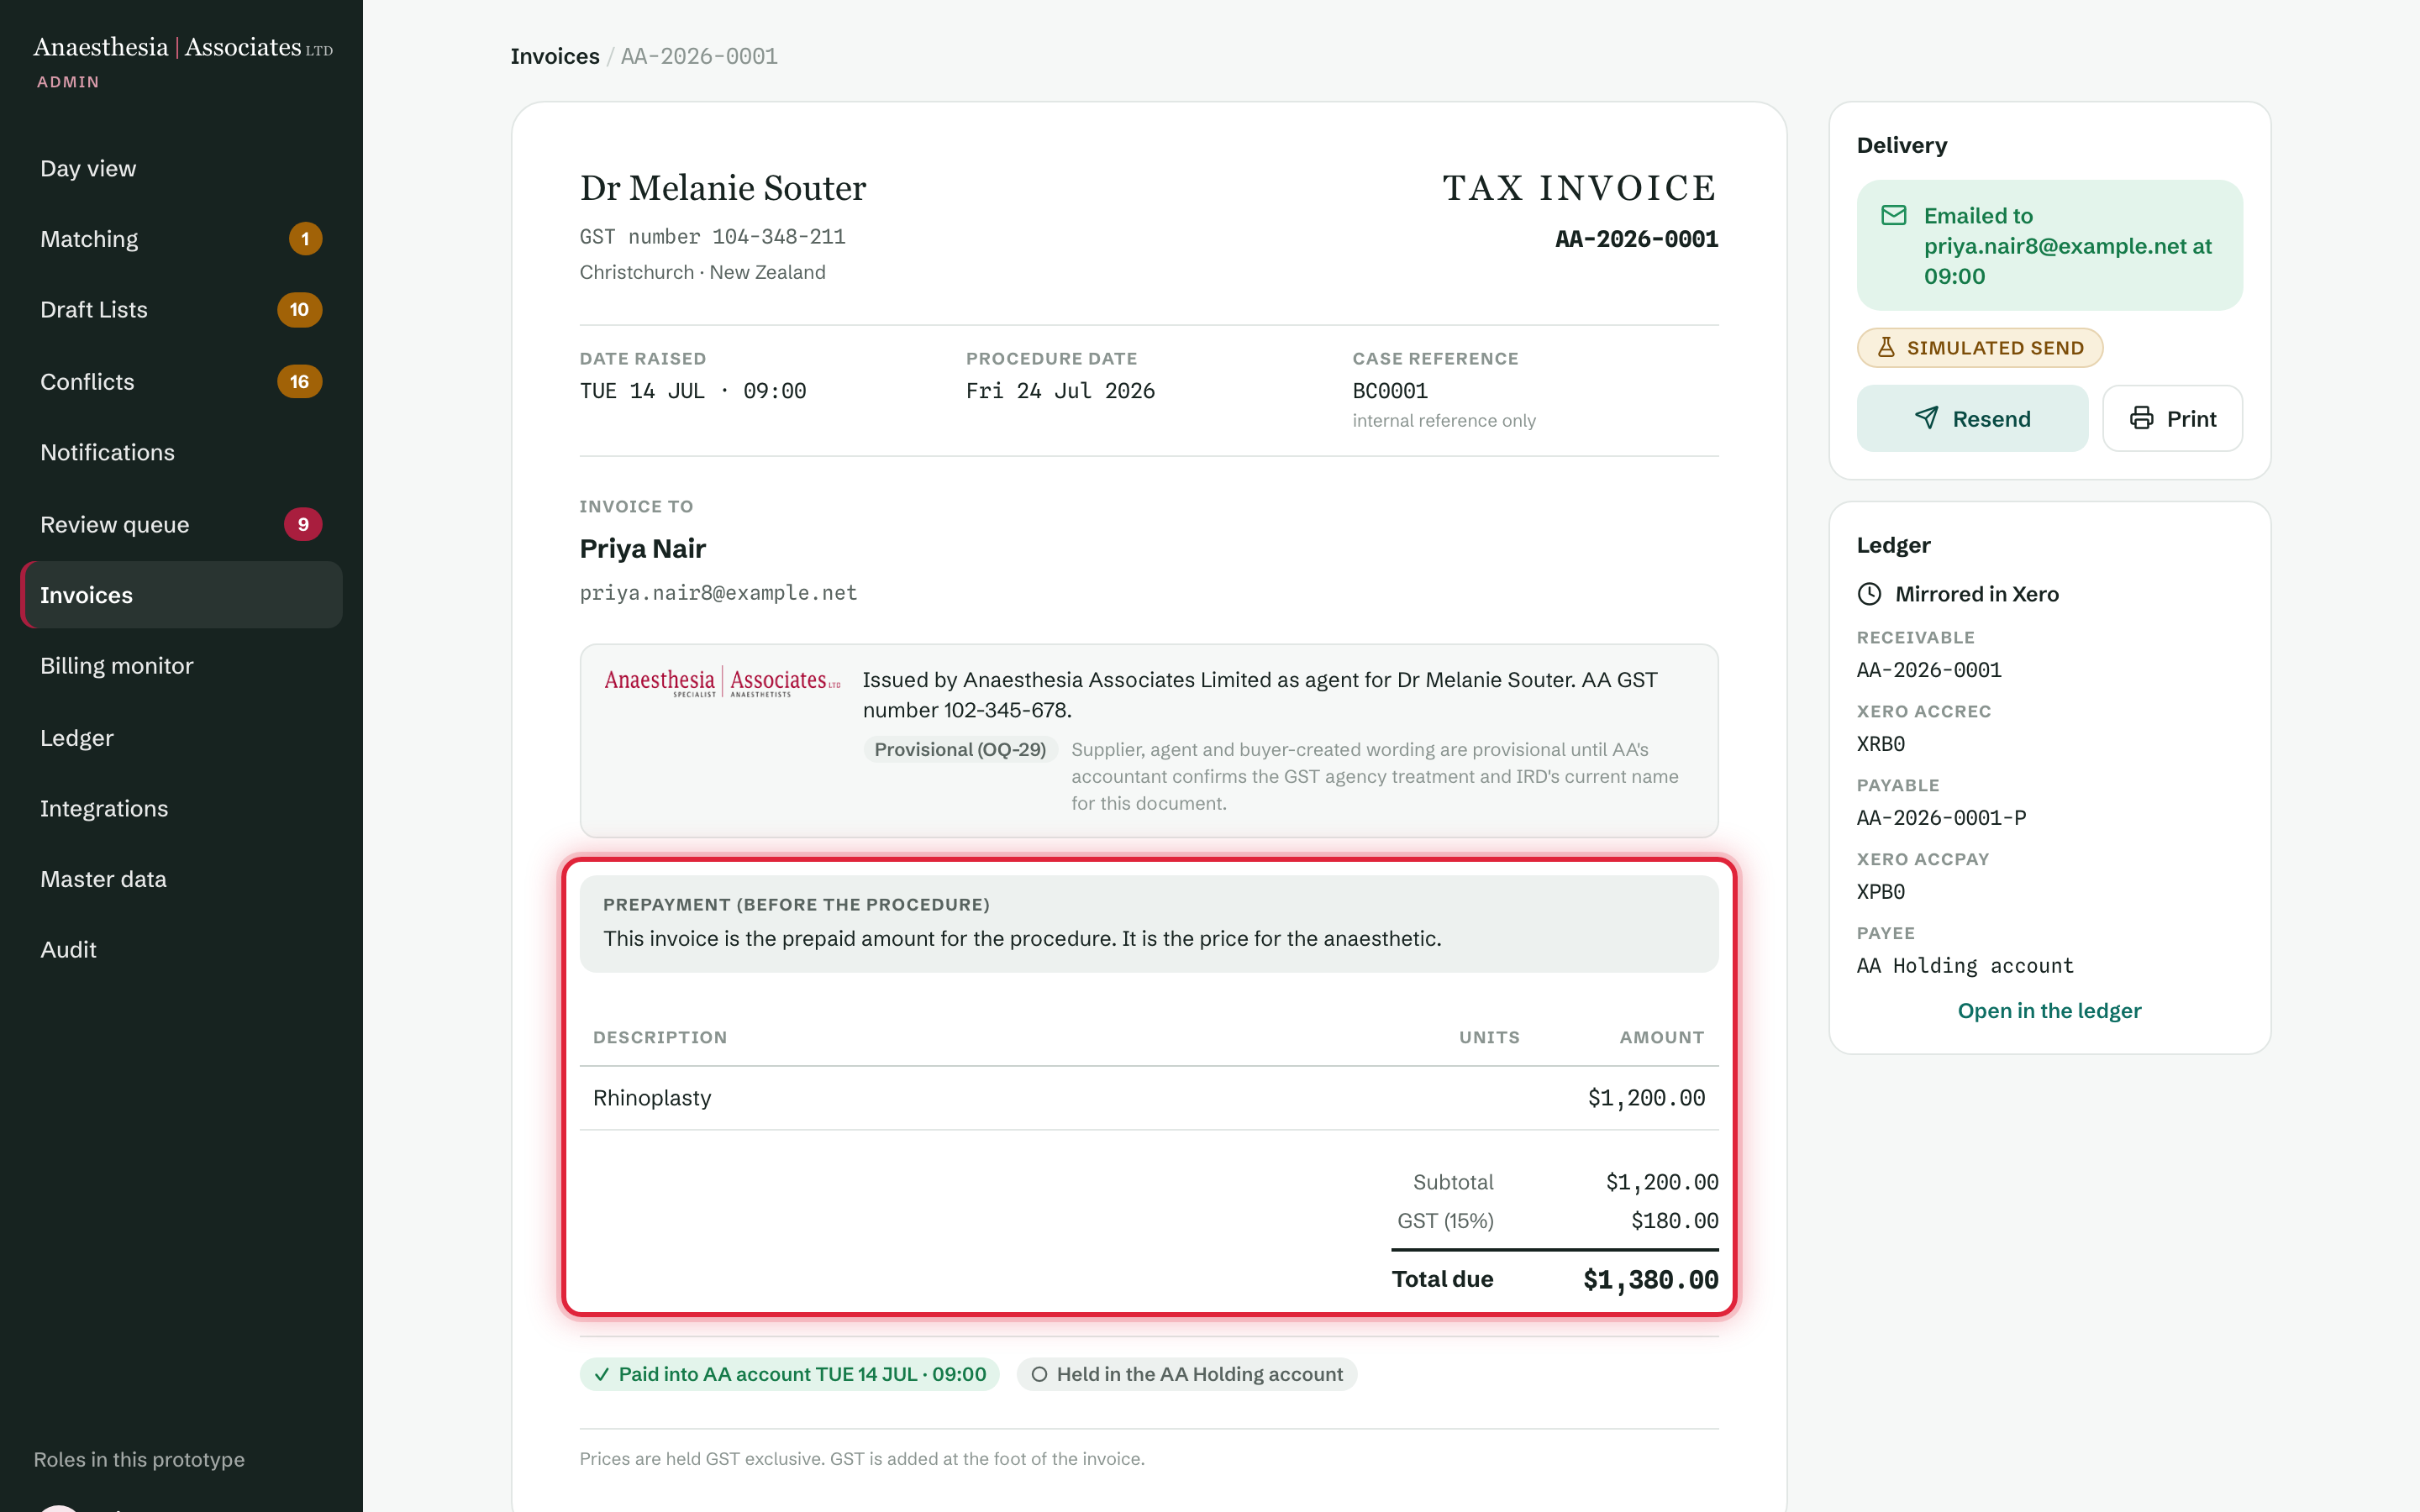 Anaesthesia | Associates LTD
ADMIN
Day view
Matching 1
Draft Lists 10
Conflicts 16
Notifications
Review queue 9
Invoices
Billing monitor
Ledger
Integrations
Master data
Audit
Roles in this prototype
Invoices / AA-2026-0001
Dr Melanie Souter
GST number 104-348-211
Christchurch · New Zealand
TAX INVOICE
AA-2026-0001
DATE RAISED
TUE 14 JUL · 09:00
PROCEDURE DATE
Fri 24 Jul 2026
CASE REFERENCE
BC0001
internal reference only
INVOICE TO
Priya Nair
priya.nair8@example.net
Anaesthesia | Associates LTD
SPECIALIST ANAESTHETISTS
Issued by Anaesthesia Associates Limited as agent for Dr Melanie Souter. AA GST
number 102-345-678.
Provisional (OQ-29)
Supplier, agent and buyer-created wording are provisional until AA's
accountant confirms the GST agency treatment and IRD's current name
for this document.
PREPAYMENT (BEFORE THE PROCEDURE)
This invoice is the prepaid amount for the procedure. It is the price for the anaesthetic.
DESCRIPTION UNITS AMOUNT
Rhinoplasty $1,200.00
Subtotal $1,200.00
GST (15%) $180.00
Total due $1,380.00
Paid into AA account TUE 14 JUL · 09:00
Held in the AA Holding account
Prices are held GST exclusive. GST is added at the foot of the invoice.
Delivery
Emailed to
priya.nair8@example.net at
09:00
SIMULATED SEND
Resend
Print
Ledger
Mirrored in Xero
RECEIVABLE
AA-2026-0001
XERO ACCREC
XRB0
PAYABLE
AA-2026-0001-P
XERO ACCPAY
XPB0
PAYEE
AA Holding account
Open in the ledger